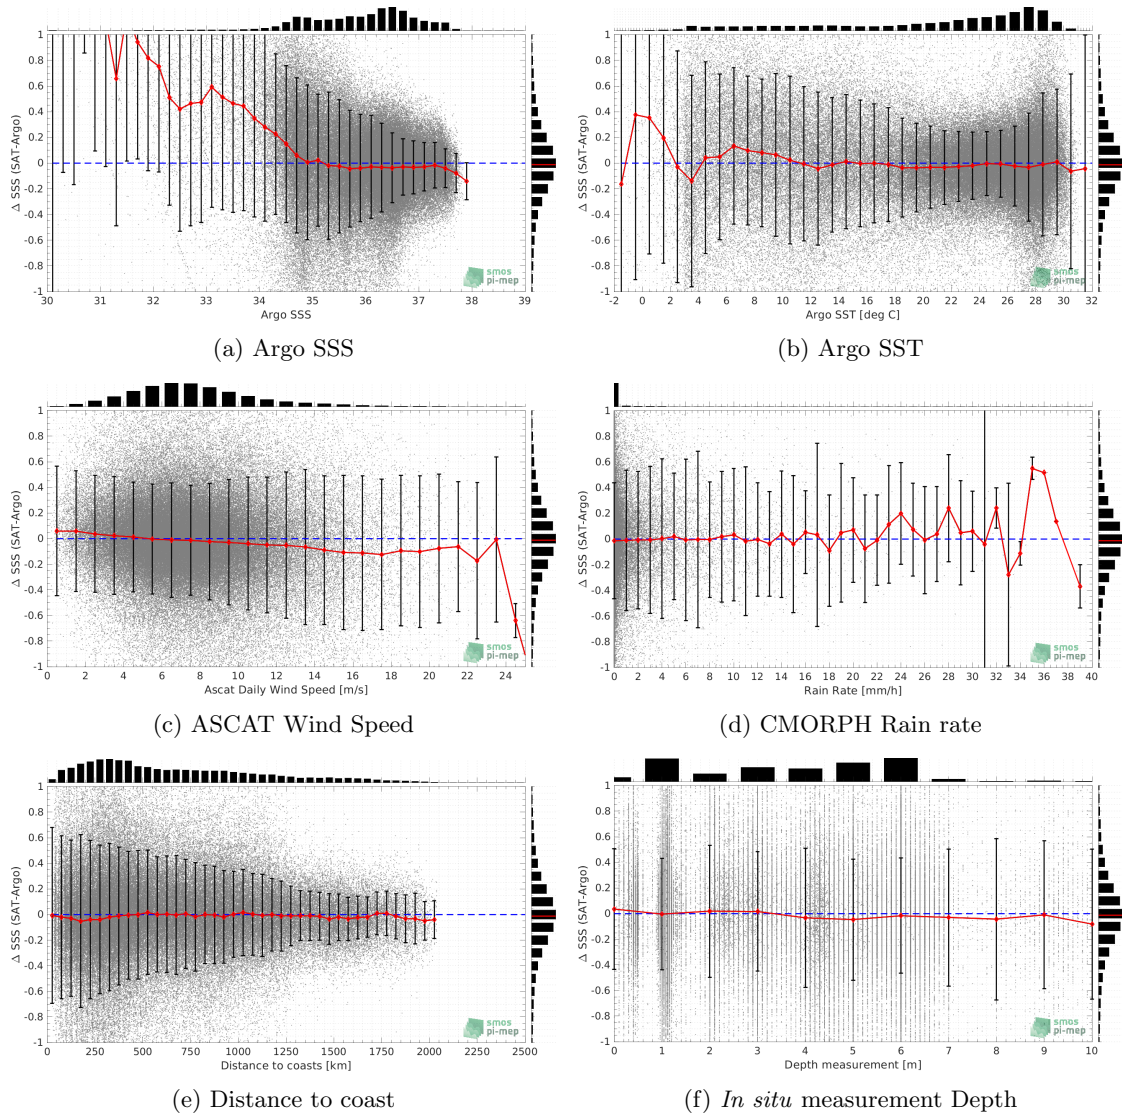 1
0.8
0.6
0.4
0.2
0
-0.2
-0.4
-0.6
-0.8
-1
Δ SSS (SAT-Argo)
30 31 32 33 34 35 36 37 38 39
Argo SSS
smos
pi-mep
(a) Argo SSS
1
0.8
0.6
0.4
0.2
0
-0.2
-0.4
-0.6
-0.8
-1
Δ SSS (SAT-Argo)
-2 0 2 4 6 8 10 12 14 16 18 20 22 24 26 28 30 32
Argo SST [deg C]
smos
pi-mep
(b) Argo SST
1
0.8
0.6
0.4
0.2
0
-0.2
-0.4
-0.6
-0.8
-1
Δ SSS (SAT-Argo)
0 2 4 6 8 10 12 14 16 18 20 22 24
Ascat Daily Wind Speed [m/s]
smos
pi-mep
(c) ASCAT Wind Speed
1
0.8
0.6
0.4
0.2
0
-0.2
-0.4
-0.6
-0.8
-1
Δ SSS (SAT-Argo)
0 2 4 6 8 10 12 14 16 18 20 22 24 26 28 30 32 34 36 38 40
Rain Rate [mm/h]
smos
pi-mep
(d) CMORPH Rain rate
1
0.8
0.6
0.4
0.2
0
-0.2
-0.4
-0.6
-0.8
-1
Δ SSS (SAT-Argo)
0 250 500 750 1000 1250 1500 1750 2000 2250 2500
Distance to coasts [km]
smos
pi-mep
(e) Distance to coast
1
0.8
0.6
0.4
0.2
0
-0.2
-0.4
-0.6
-0.8
-1
Δ SSS (SAT-Argo)
0 1 2 3 4 5 6 7 8 9 10
Depth measurement [m]
smos
pi-mep
(f) In situ measurement Depth